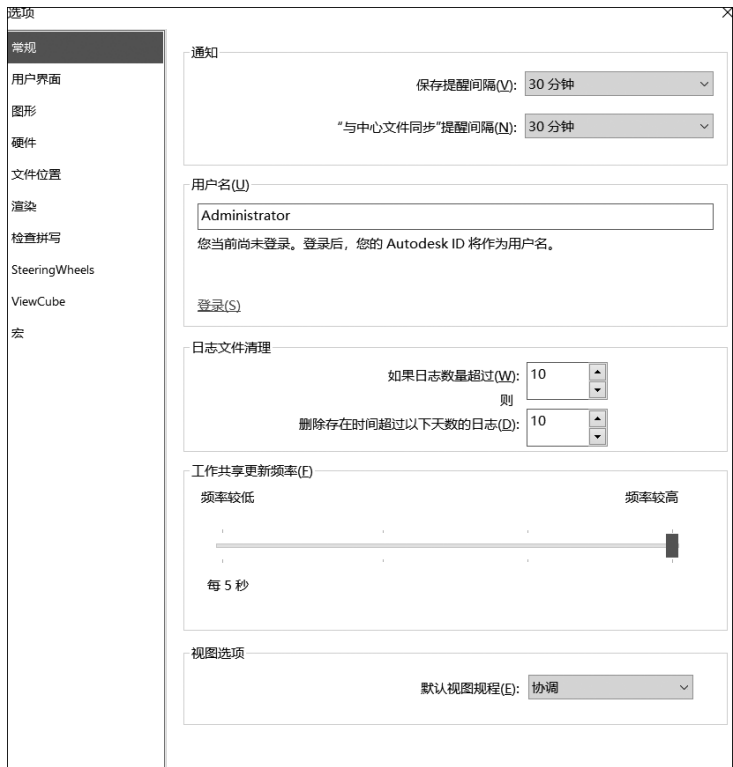 选项
常规
用户界面
图形
硬件
文件位置
渲染
检查拼写
SteeringWheels
ViewCube
宏
通知
保存提醒间隔(V): 30 分钟
“与中心文件同步”提醒间隔(N): 30 分钟
用户名(U)
Administrator
您当前尚未登录。登录后，您的 Autodesk ID 将作为用户名。
登录(S)
日志文件清理
如果日志数量超过(W): 10
则
删除存在时间超过以下天数的日志(D): 10
工作共享更新频率(F)
频率较低 频率较高
每 5 秒
视图选项
默认视图规程(E): 协调